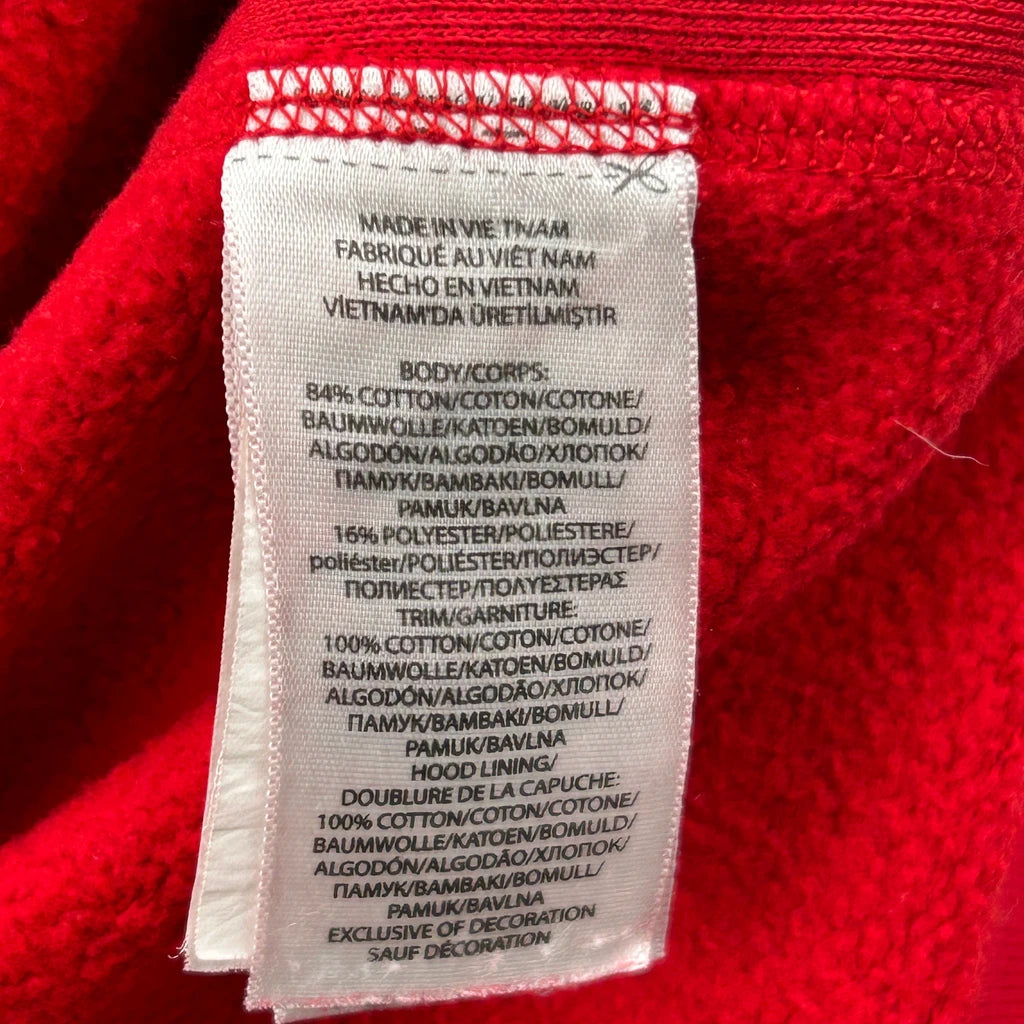 MADE IN VIETNAM
FABRIQUÉ AU VIÊT NAM
HECHO EN VIETNAM
VİETNAM'DA ÜRETİLMİŞTİR
BODY/CORPS:
84% COTTON/COTON/COTONE/
BAUMWOLLE/KATOEN/BOMULD/
ALGODÓN/ALGODÃO/ХЛОПОК/
ПАМУК/BAMBAKI/BOMULL/
PAMUK/BAVLNA
16% POLYESTER/POLIESTERE/
poliéster/POLIÉSTER/ПОЛИЭСТЕР/
ПОЛИЕСТЕР/ΠΟΛΥΕΣΤΕΡΑΣ
TRIM/GARNITURE:
100% COTTON/COTON/COTONE/
BAUMWOLLE/KATOEN/BOMULD/
ALGODÓN/ALGODÃO/ХЛОПОК/
ПАМУК/BAMBAKI/BOMULL/
PAMUK/BAVLNA
HOOD LINING/
DOUBLURE DE LA CAPUCHE:
100% COTTON/COTON/COTONE/
BAUMWOLLE/KATOEN/BOMULD/
ALGODÓN/ALGODÃO/ХЛОПОК/
ПАМУК/BAMBAKI/BOMULL/
PAMUK/BAVLNA
EXCLUSIVE OF DECORATION
SAUF DÉCORATION